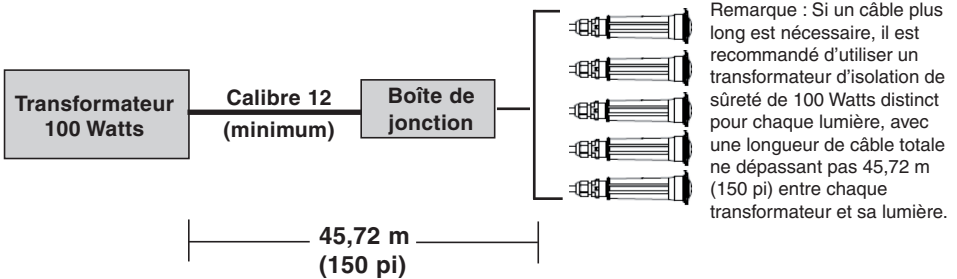 Transformateur
100 Watts
Calibre 12
(minimum)
Boîte de
jonction
45,72 m
(150 pi)
Remarque : Si un câble plus
long est nécessaire, il est
recommandé d'utiliser un
transformateur d'isolation de
sûreté de 100 Watts distinct
pour chaque lumière, avec
une longueur de câble totale
ne dépassant pas 45,72 m
(150 pi) entre chaque
transformateur et sa lumière.